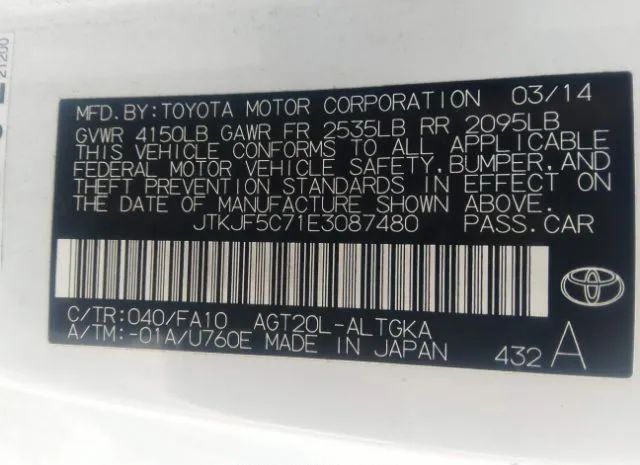 21200
MFD.BY:TOYOTA MOTOR CORPORATION 03/14
GVWR 4150LB GAWR FR 2535LB RR 2095LB
THIS VEHICLE CONFORMS TO ALL APPLICABLE
FEDERAL MOTOR VEHICLE SAFETY,BUMPER,AND
THEFT PREVENTION STANDARDS IN EFFECT ON
THE DATE OF MANUFACTURE SHOWN ABOVE.
JTKJF5C71E3087480 PASS.CAR
C/TR:040/FA10 AGT20L-ALTGKA
A/TM:-01A/U760E MADE IN JAPAN 432 A